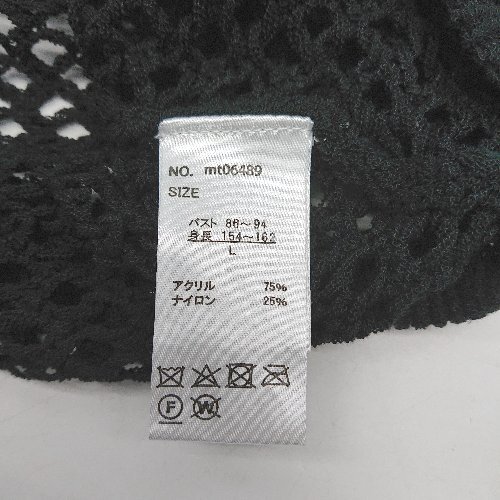 NO. mt06489
SIZE
バスト 86〜94
身長 154〜162
L
アクリル 75%
ナイロン 25%
F W